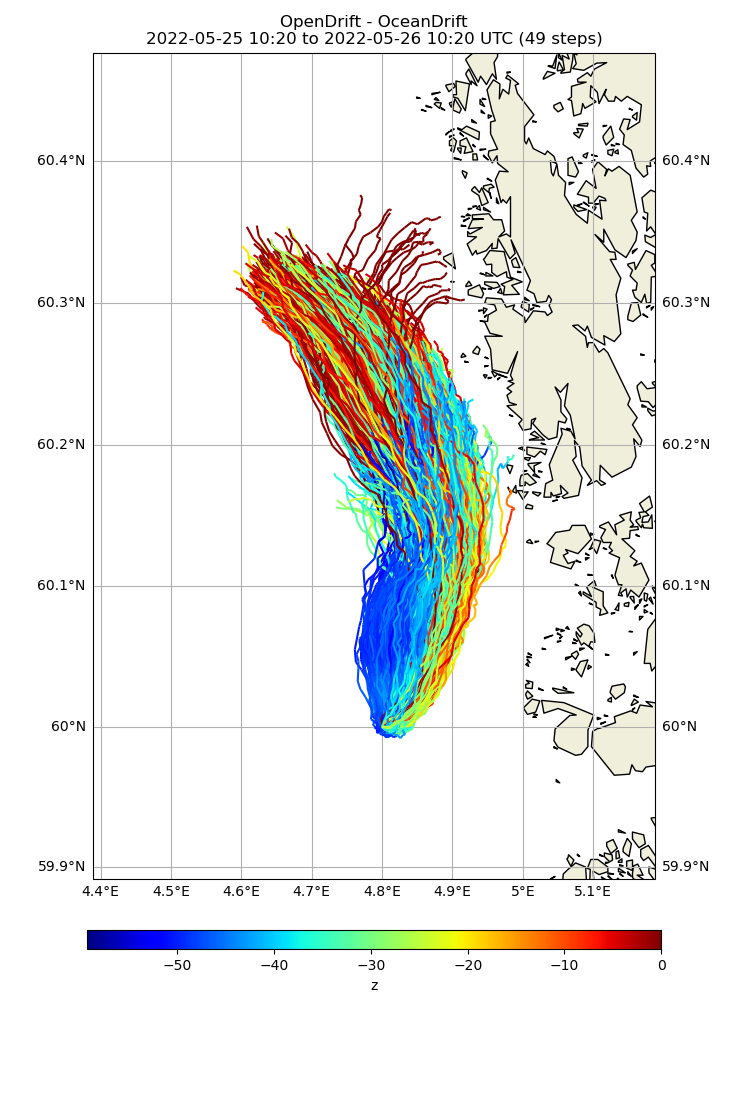 OpenDrift - OceanDrift
2022-05-25 10:20 to 2022-05-26 10:20 UTC (49 steps)
60.4°N 60.4°N
60.3°N 60.3°N
60.2°N 60.2°N
60.1°N 60.1°N
60°N 60°N
59.9°N 59.9°N
4.4°E 4.5°E 4.6°E 4.7°E 4.8°E 4.9°E 5°E 5.1°E
−50 −40 −30 −20 −10 0
z